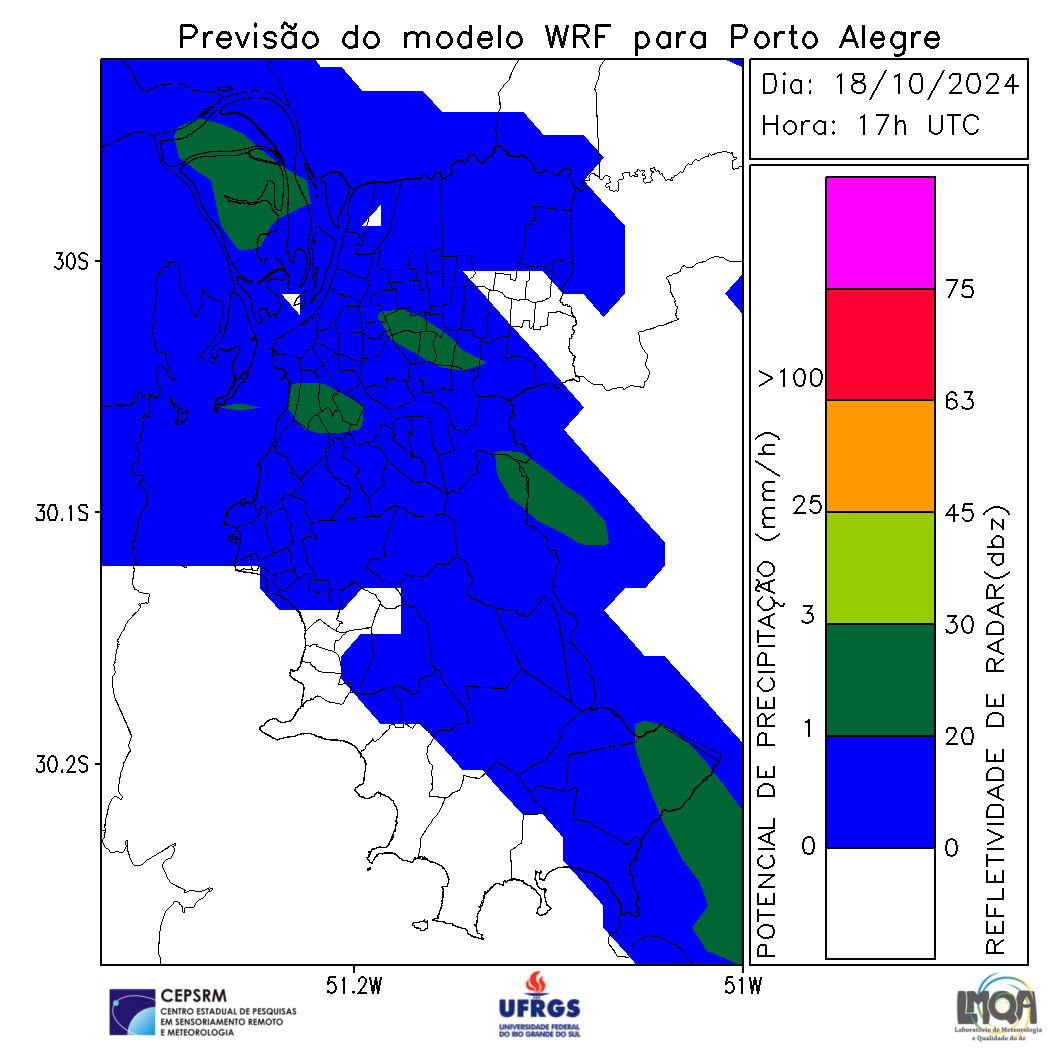 Previsão do modelo WRF para Porto Alegre
Dia: 18/10/2024
Hora: 17h UTC
30S
30.1S
30.2S
51.2W
51W
POTENCIAL DE PRECIPITAÇÃO (mm/h)
>100
25
3
1
0
75
63
45
30
20
0
REFLETIVIDADE DE RADAR(dbz)
CEPSRM
CENTRO ESTADUAL DE PESQUISAS
EM SENSORIAMENTO REMOTO
E METEOROLOGIA
UFRGS
UNIVERSIDADE FEDERAL
DO RIO GRANDE DO SUL
LMQA
Laboratório de Meteorologia
e Qualidade do Ar